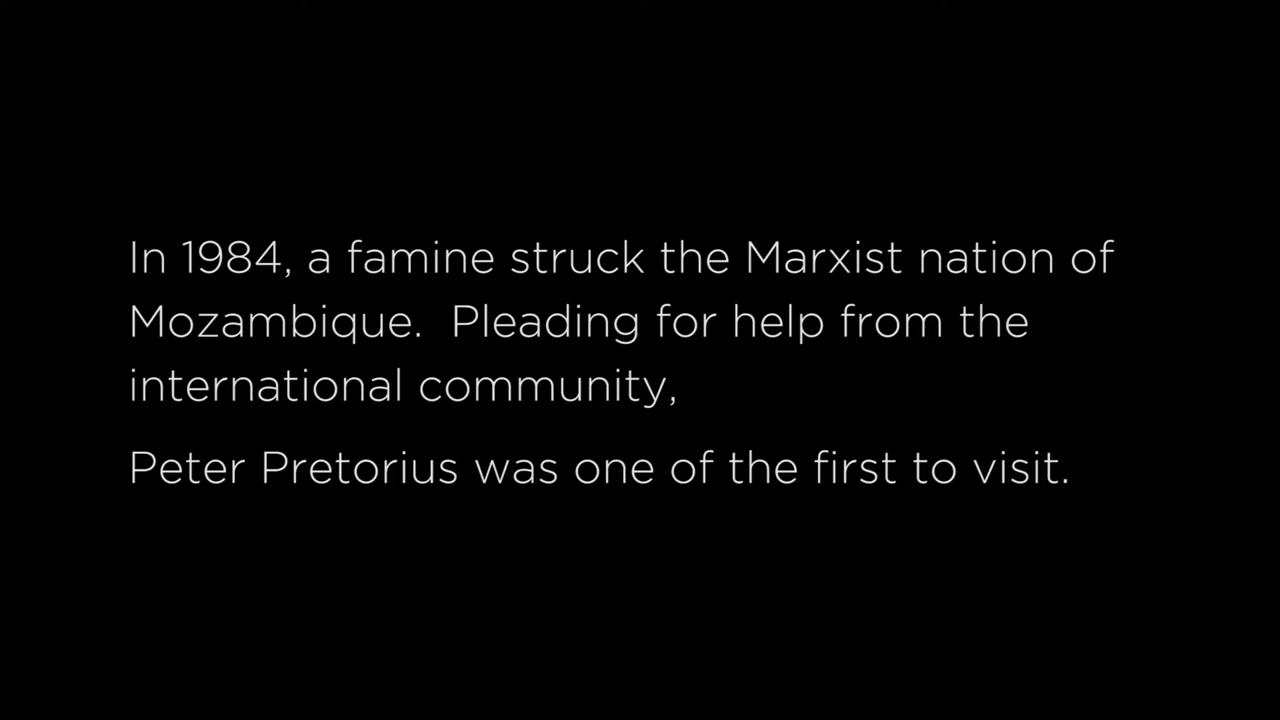 In 1984, a famine struck the Marxist nation of
Mozambique.  Pleading for help from the
international community,
Peter Pretorius was one of the first to visit.